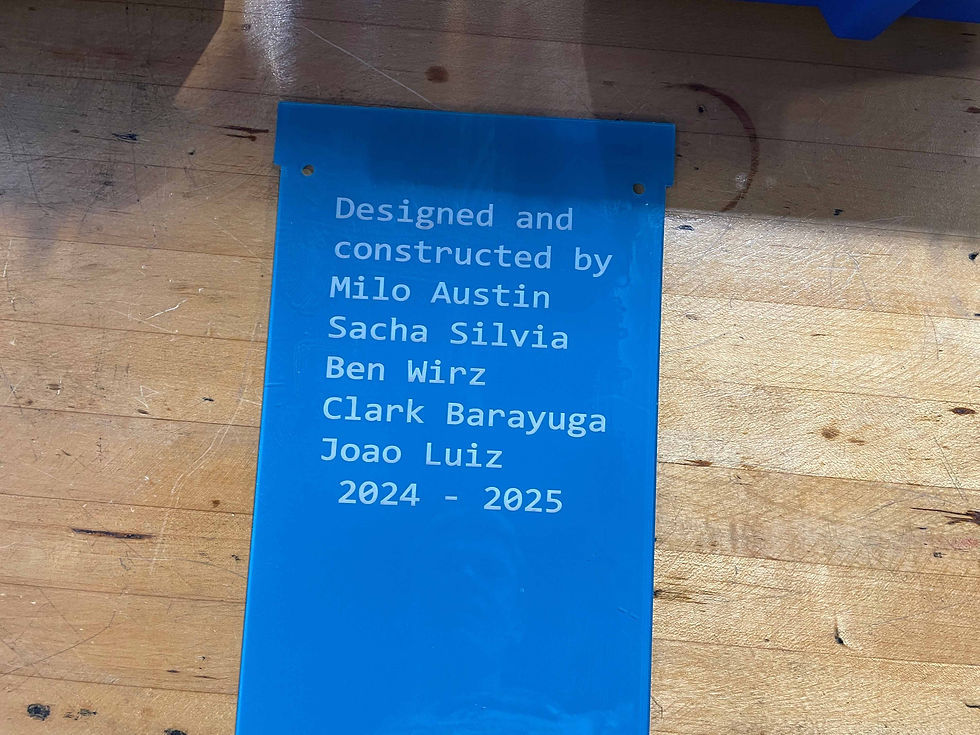 Designed and
constructed by
Milo Austin
Sacha Silvia
Ben Wirz
Clark Barayuga
Joao Luiz
2024 - 2025